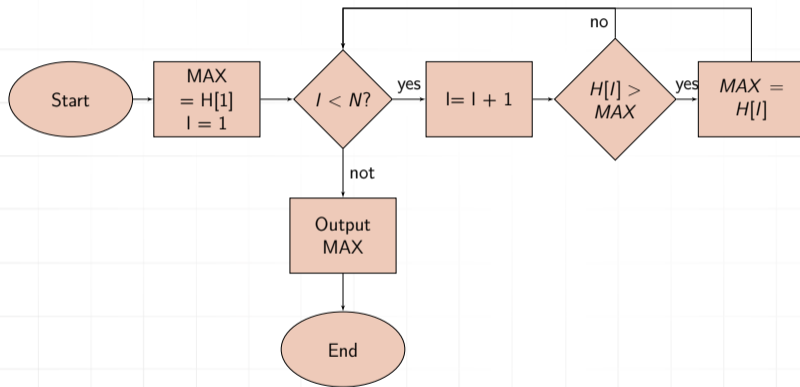 no
Start
MAX
= H[1]
I = 1
I < N?
yes
I= I + 1
H[I] >
MAX
yes
MAX =
H[I]
not
Output
MAX
End